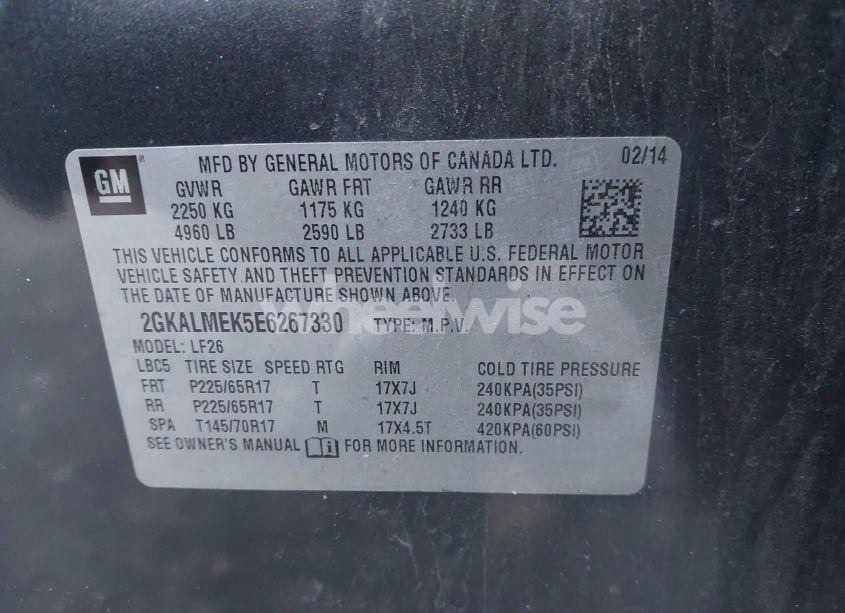 GM
MFD BY GENERAL MOTORS OF CANADA LTD. 02/14
GVWR GAWR FRT GAWR RR
2250 KG 1175 KG 1240 KG
4960 LB 2590 LB 2733 LB
THIS VEHICLE CONFORMS TO ALL APPLICABLE U.S. FEDERAL MOTOR
VEHICLE SAFETY AND THEFT PREVENTION STANDARDS IN EFFECT ON
THE DATE OF MANUFACTURE SHOWN ABOVE.
wheelwise
2GKALMEK5E6267330 TYPE: M.P.V.
MODEL: LF26
LBC5 TIRE SIZE SPEED RTG RIM COLD TIRE PRESSURE
FRT P225/65R17 T 17X7J 240KPA(35PSI)
RR P225/65R17 T 17X7J 240KPA(35PSI)
SPA T145/70R17 M 17X4.5T 420KPA(60PSI)
SEE OWNER'S MANUAL FOR MORE INFORMATION.